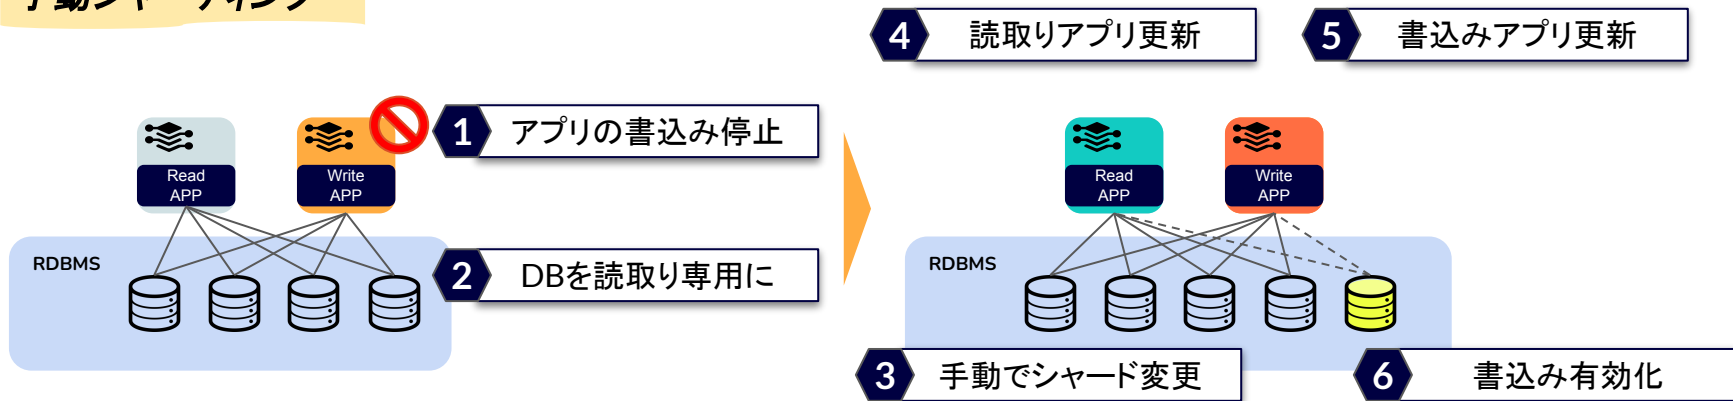 手動シャーディング
1 アプリの書込み停止
Read
APP
Write
APP
RDBMS
2 DBを読取り専用に
4 読取りアプリ更新
5 書込みアプリ更新
Read
APP
Write
APP
RDBMS
3 手動でシャード変更
6 書込み有効化